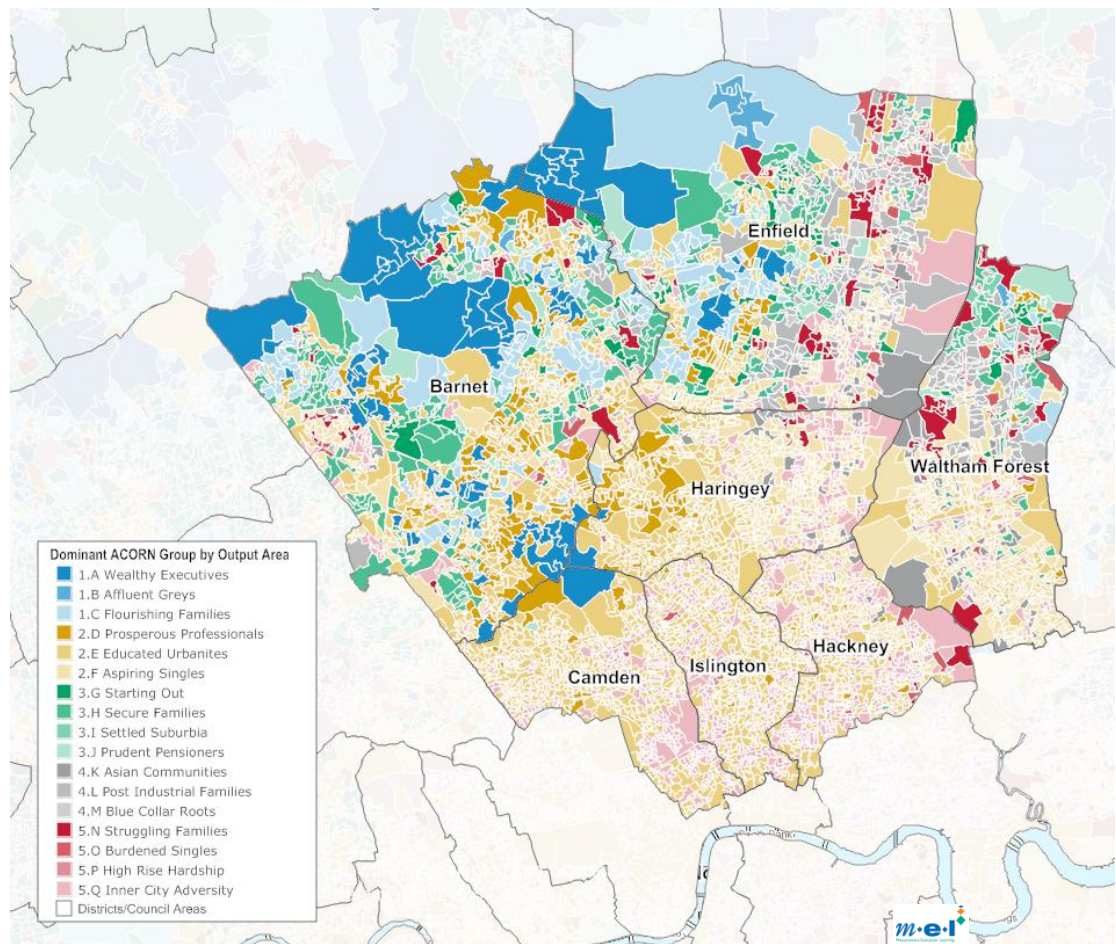 Enfield
Barnet
Haringey
Waltham Forest
Camden
Islington
Hackney
Dominant ACORN Group by Output Area
1.A Wealthy Executives
1.B Affluent Greys
1.C Flourishing Families
2.D Prosperous Professionals
2.E Educated Urbanites
2.F Aspiring Singles
3.G Starting Out
3.H Secure Families
3.I Settled Suburbia
3.J Prudent Pensioners
4.K Asian Communities
4.L Post Industrial Families
4.M Blue Collar Roots
5.N Struggling Families
5.O Burdened Singles
5.P High Rise Hardship
5.Q Inner City Adversity
Districts/Council Areas
m·e·l
Measurement Evaluation Learning